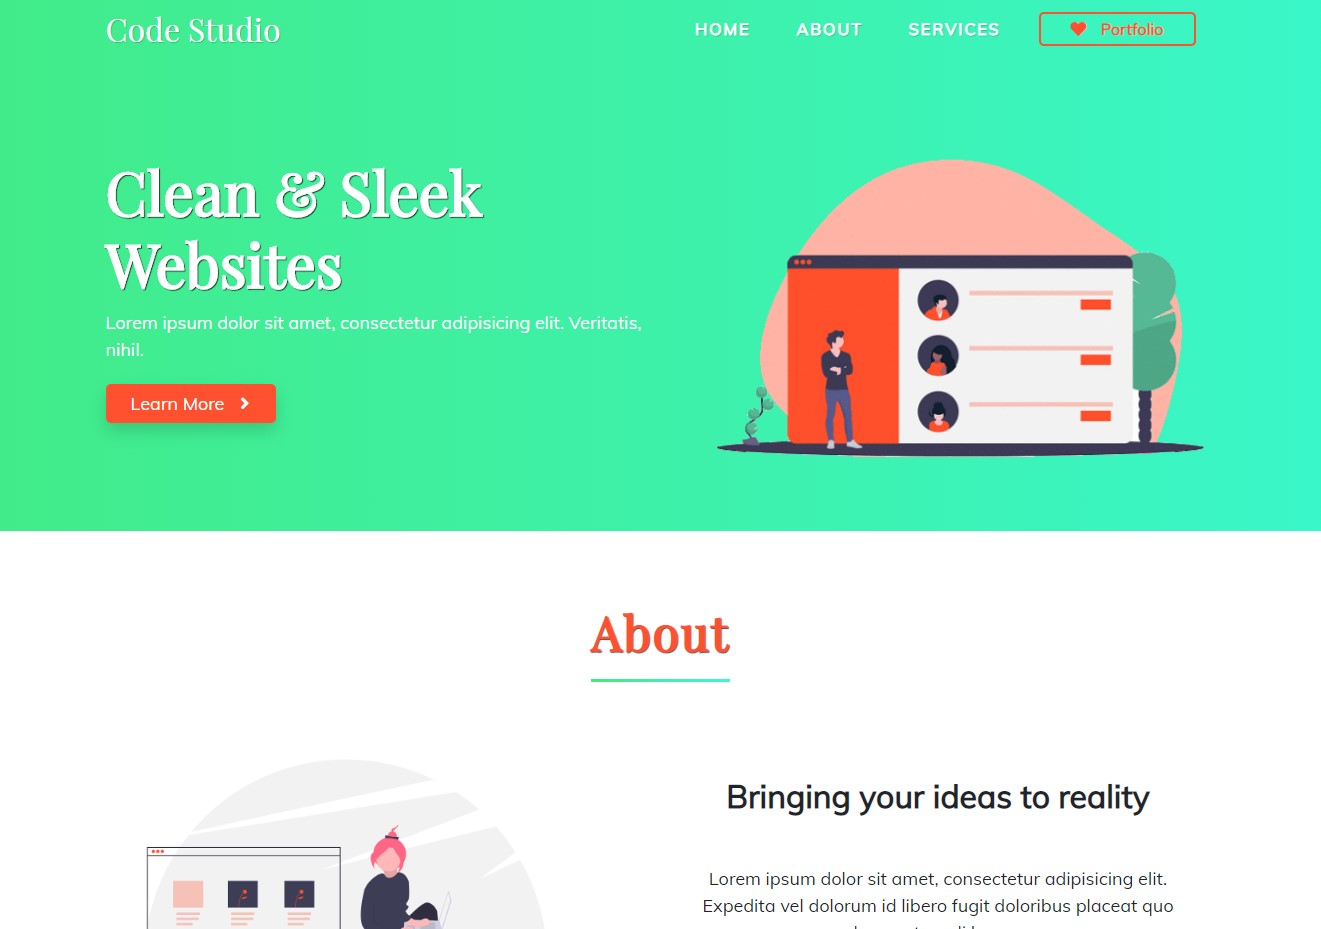 Code Studio
HOME ABOUT SERVICES Portfolio
Clean & Sleek
Websites
Lorem ipsum dolor sit amet, consectetur adipisicing elit. Veritatis,
nihil.
Learn More
About
Bringing your ideas to reality
Lorem ipsum dolor sit amet, consectetur adipisicing elit.
Expedita vel dolorum id libero fugit doloribus placeat quo